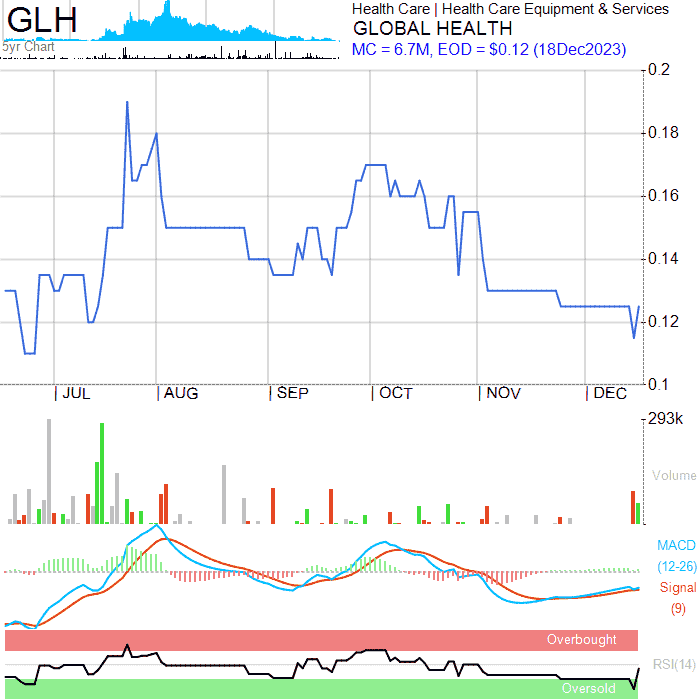 GLH
5yr Chart
Health Care | Health Care Equipment & Services
GLOBAL HEALTH
MC = 6.7M, EOD = $0.12 (18Dec2023)
0.2
0.18
0.16
0.14
0.12
0.1
JUL AUG SEP OCT NOV DEC
293k
Volume
MACD
(12-26)
Signal
(9)
Overbought
RSI(14)
Oversold